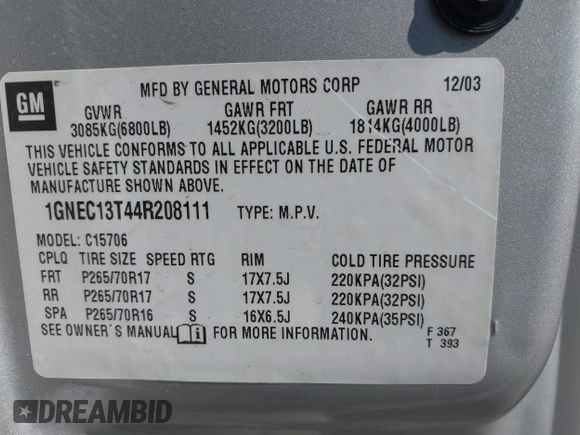 GM
MFD BY GENERAL MOTORS CORP 12/03
GVWR GAWR FRT GAWR RR
3085KG(6800LB) 1452KG(3200LB) 1814KG(4000LB)
THIS VEHICLE CONFORMS TO ALL APPLICABLE U.S. FEDERAL MOTOR
VEHICLE SAFETY STANDARDS IN EFFECT ON THE DATE OF
MANUFACTURE SHOWN ABOVE.
1GNEC13T44R208111 TYPE: M.P.V.
MODEL: C15706
CPLQ TIRE SIZE SPEED RTG RIM COLD TIRE PRESSURE
FRT P265/70R17 S 17X7.5J 220KPA(32PSI)
RR P265/70R17 S 17X7.5J 220KPA(32PSI)
SPA P265/70R16 S 16X6.5J 240KPA(35PSI)
SEE OWNER'S MANUAL FOR MORE INFORMATION.
F 367
T 393
DREAMBID